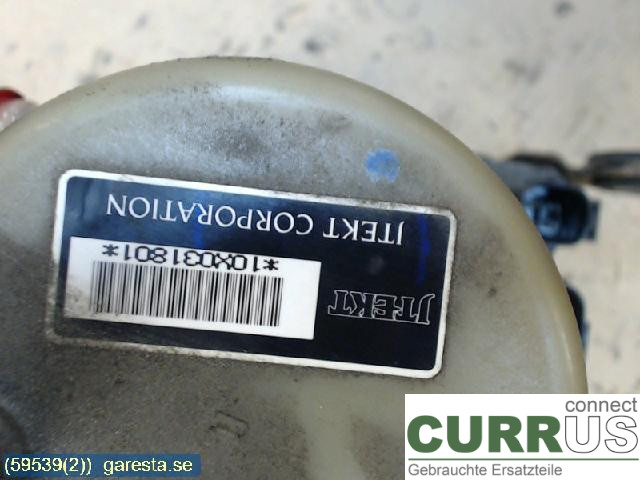 JTEKT
*10X031801*
JTEKT CORPORATION
connect
CURRUS
Gebrauchte Ersatzteile
(59539(2)) garesta.se